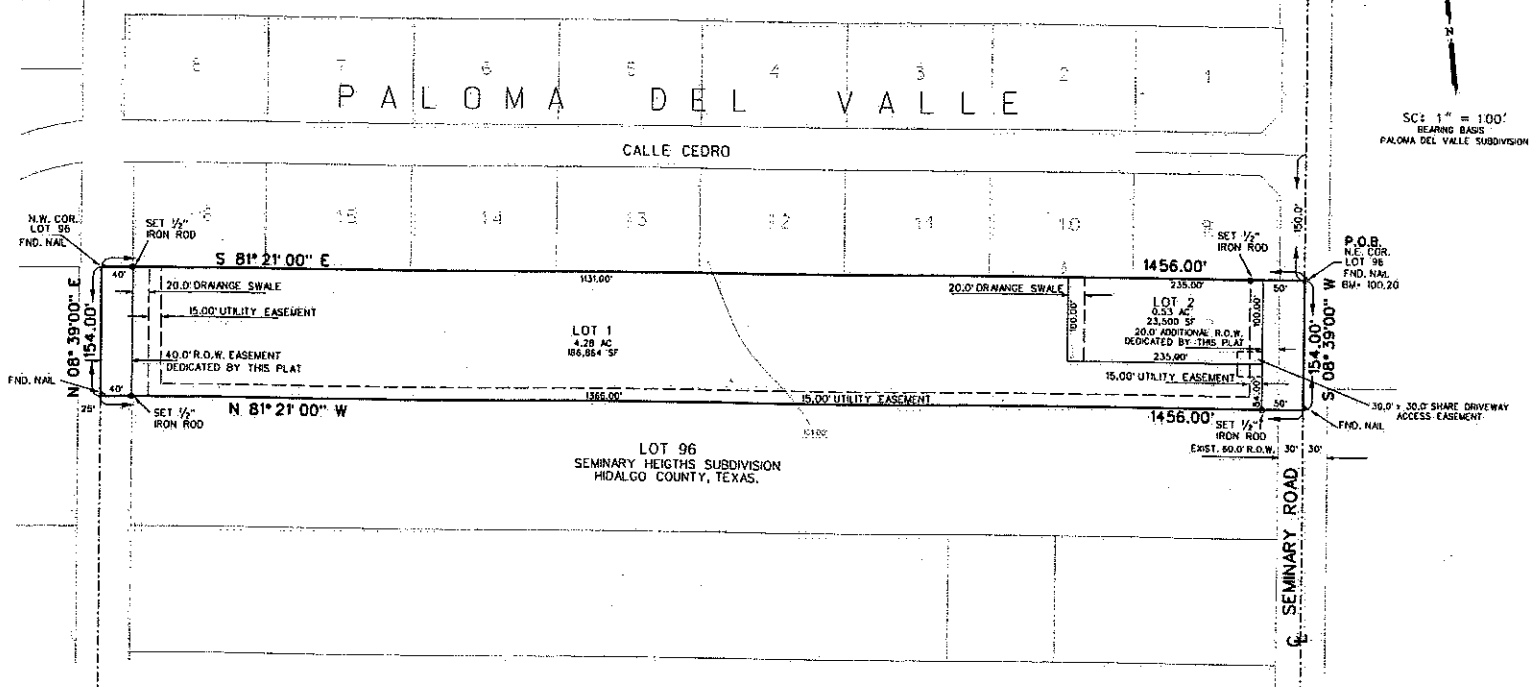 8 7 6 5 4 3 2 1
PALOMA DEL VALLE
N
SC: 1" = 100'
BEARING BASIS
PALOMA DEL VALLE SUBDIVISION
CALLE CEDRO
15 14 13 12 11 10 9
150.0'
N.W. COR.
LOT 96
FND. NAIL
SET 1/2"
IRON ROD
40'
S 81° 21' 00" E
1131.00'
SET 1/2"
IRON ROD
1456.00'
235.00'
50'
P.O.B.
N.E. COR.
LOT 96
FND. NAIL
BM= 100.20
N 08° 39'00" E
154.00'
20.0' DRAINANGE SWALE
15.00' UTILITY EASEMENT
40.0' R.O.W. EASEMENT
DEDICATED BY THIS PLAT
LOT 1
4.28 AC
186,864 SF
20.0' DRAINANGE SWALE
100.00'
LOT 2
0.53 AC
23,500 SF
20.0' ADDITIONAL R.O.W.
DEDICATED BY THIS PLAT
100.00'
235.00'
15.00' UTILITY EASEMENT
54.00'
154.00'
S 08° 39'00" W
FND. NAIL
40'
25'
SET 1/2"
IRON ROD
N 81° 21' 00" W
1366.00'
15.00' UTILITY EASEMENT
1456.00'
50'
SET 1/2"
IRON ROD
30.0' x 30.0' SHARE DRIVEWAY
ACCESS EASEMENT
FND. NAIL
EXIST. 60.0' R.O.W.
30' 30'
LOT 96
SEMINARY HEIGTHS SUBDIVISION
HIDALGO COUNTY, TEXAS.
℄ SEMINARY ROAD